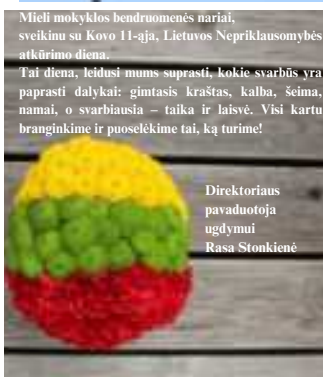 Mieli mokyklos bendruomenės nariai,
sveikinu su Kovo 11-ąja, Lietuvos Nepriklausomybės
atkūrimo diena.
Tai diena, leidusi mums suprasti, kokie svarbūs yra
paprasti dalykai: gimtasis kraštas, kalba, šeima,
namai, o svarbiausia – taika ir laisvė. Visi kartu
branginkime ir puoselėkime tai, ką turime!
Direktoriaus
pavaduotoja
ugdymui
Rasa Stonkienė